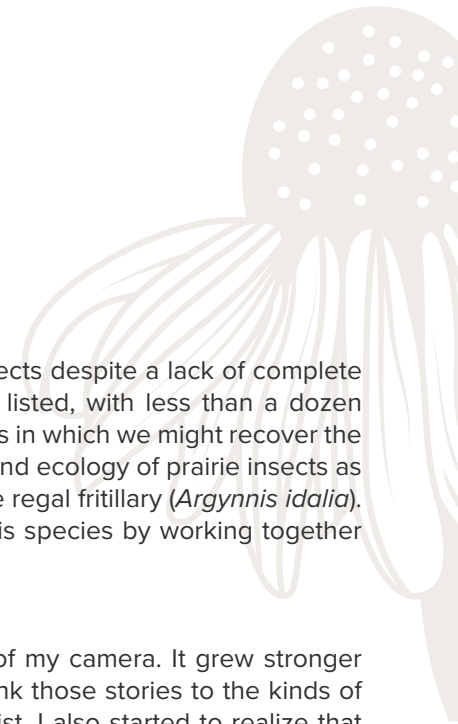 ects despite a lack of complete
listed, with less than a dozen
s in which we might recover the
nd ecology of prairie insects as
e regal fritillary (Argynnis idalia).
is species by working together
of my camera. It grew stronger
nk those stories to the kinds of
ist. I also started to realize that